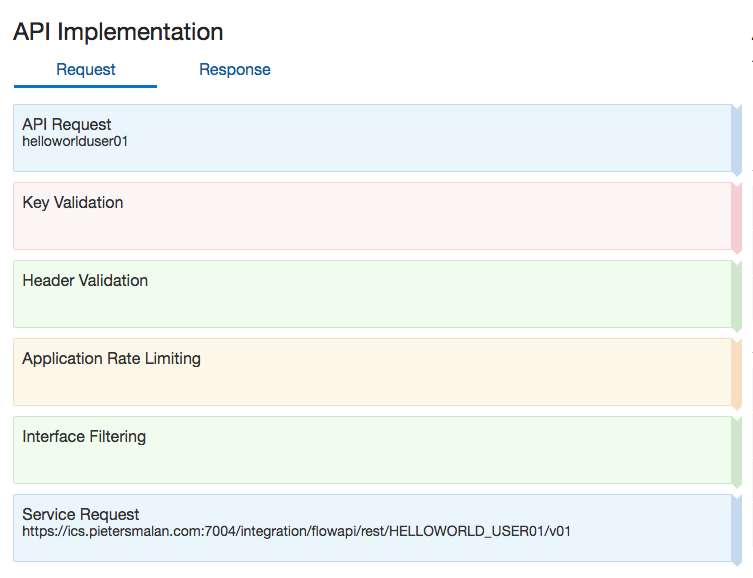 API Implementation
Request Response
API Request
helloworlduser01
Key Validation
Header Validation
Application Rate Limiting
Interface Filtering
Service Request
https://ics.pietersmalan.com:7004/integration/flowapi/rest/HELLOWORLD_USER01/v01